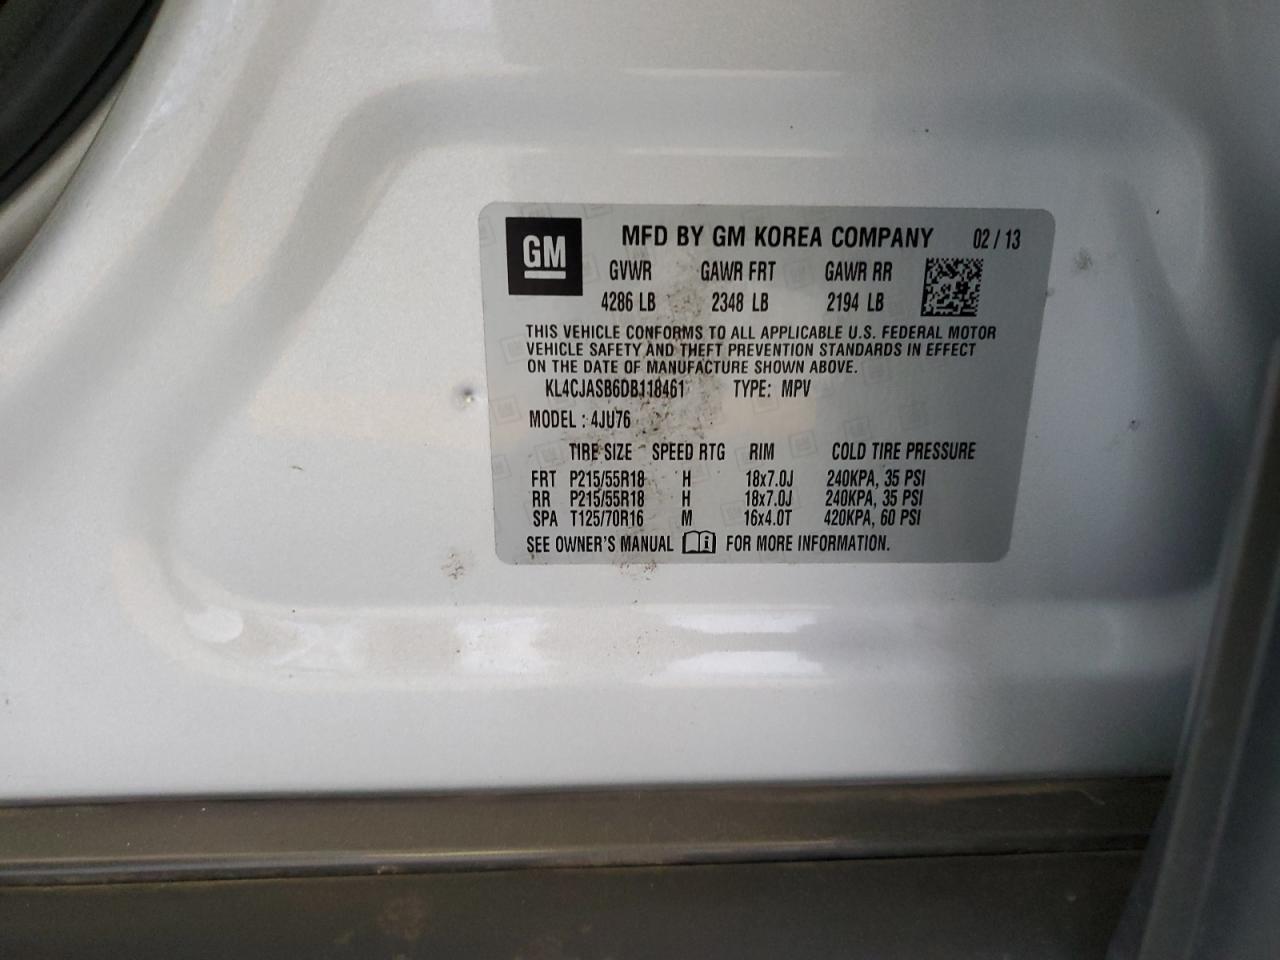 GM MFD BY GM KOREA COMPANY 02 / 13
GVWR GAWR FRT GAWR RR
4286 LB 2348 LB 2194 LB
THIS VEHICLE CONFORMS TO ALL APPLICABLE U.S. FEDERAL MOTOR
VEHICLE SAFETY AND THEFT PREVENTION STANDARDS IN EFFECT
ON THE DATE OF MANUFACTURE SHOWN ABOVE.
KL4CJASB6DB118461 TYPE: MPV
MODEL : 4JU76
TIRE SIZE SPEED RTG RIM COLD TIRE PRESSURE
FRT P215/55R18 H 18x7.0J 240KPA, 35 PSI
RR P215/55R18 H 18x7.0J 240KPA, 35 PSI
SPA T125/70R16 M 16x4.0T 420KPA, 60 PSI
SEE OWNER'S MANUAL FOR MORE INFORMATION.